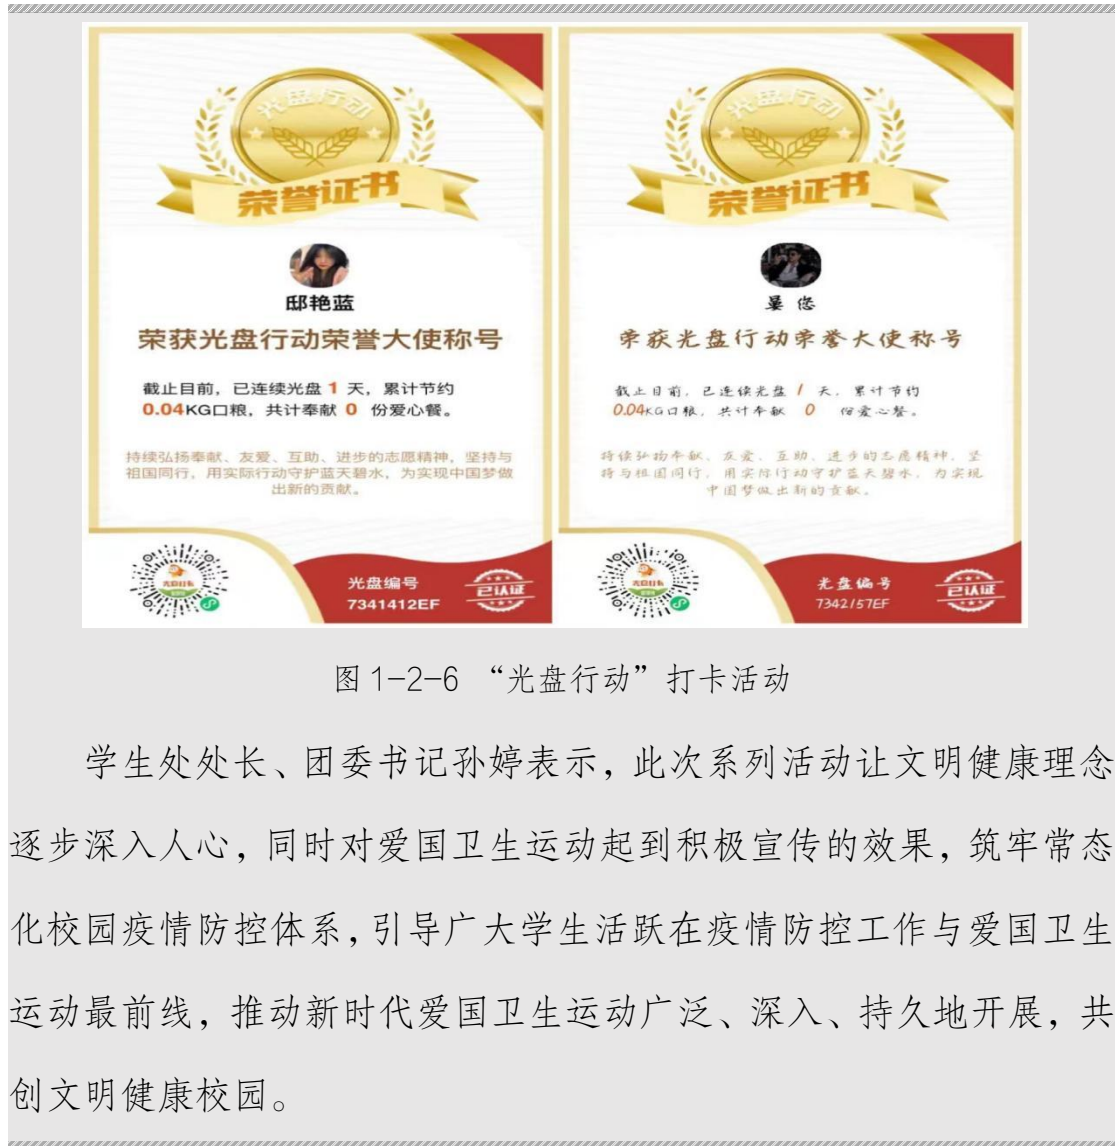 光盘行动
荣誉证书
邸艳蓝
荣获光盘行动荣誉大使称号
截止目前,已连续光盘 1 天,累计节约
0.04KG口粮,共计奉献 0 份爱心餐。
持续弘扬奉献、友爱、互助、进步的志愿精神,坚持与
祖国同行,用实际行动守护蓝天碧水,为实现中国梦做
出新的贡献。
光盘打卡
光盘编号
7341412EF
已认证
光盘行动
荣誉证书
晏 您
荣获光盘行动荣誉大使称号
截止目前,已连续光盘 1 天,累计节约
0.04KG口粮,共计奉献 0 份爱心餐。
持续弘扬奉献、友爱、互助、进步的志愿精神,坚
持与祖国同行,用实际行动守护蓝天碧水,为实现
中国梦做出新的贡献。
光盘打卡
光盘编号
7342157EF
已认证
图 1-2-6 “光盘行动”打卡活动
学生处处长、团委书记孙婷表示,此次系列活动让文明健康理念
逐步深入人心,同时对爱国卫生运动起到积极宣传的效果,筑牢常态
化校园疫情防控体系,引导广大学生活跃在疫情防控工作与爱国卫生
运动最前线,推动新时代爱国卫生运动广泛、深入、持久地开展,共
创文明健康校园。